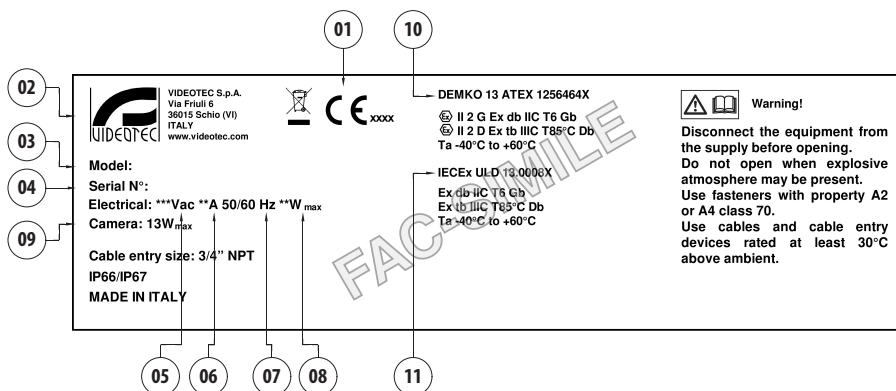 01
10
02
VIDEOTEC
VIDEOTEC S.p.A.
Via Friuli 6
36015 Schio (VI)
ITALY
www.videotec.com
CE xxxx
03
Model:
04
Serial N°:
Electrical: ***Vac **A 50/60 Hz **W max
09
Camera: 13Wmax
Cable entry size: 3/4” NPT
IP66/IP67
MADE IN ITALY
DEMKO 13 ATEX 1256464X
Ex II 2 G Ex db IIC T6 Gb
Ex II 2 D Ex tb IIIC T85°C Db
Ta -40°C to +60°C
IECEx ULD 13.0008X
Ex db IIC T6 Gb
Ex tb IIIC T85°C Db
Ta -40°C to +60°C
FAC-SIMILE
Warning!
Disconnect the equipment from
the supply before opening.
Do not open when explosive
atmosphere may be present.
Use fasteners with property A2
or A4 class 70.
Use cables and cable entry
devices rated at least 30°C
above ambient.
05
06
07
08
11